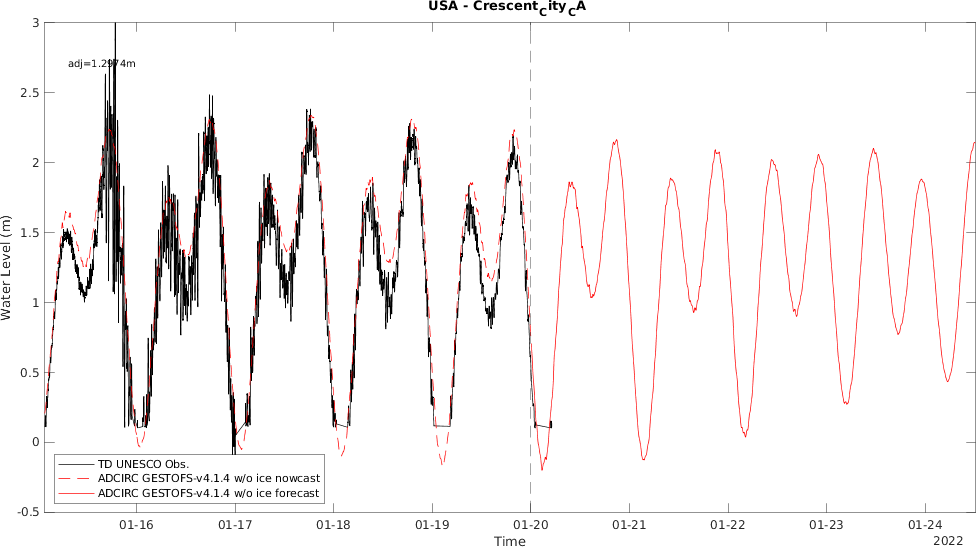 USA - CrescentCityCA
3
adj=1.2974m
2.5
2
1.5
1
0.5
0
-0.5
Water Level (m)
TD UNESCO Obs.
ADCIRC GESTOFS-v4.1.4 w/o ice nowcast
ADCIRC GESTOFS-v4.1.4 w/o ice forecast
01-16 01-17 01-18 01-19 01-20 01-21 01-22 01-23 01-24
Time
2022